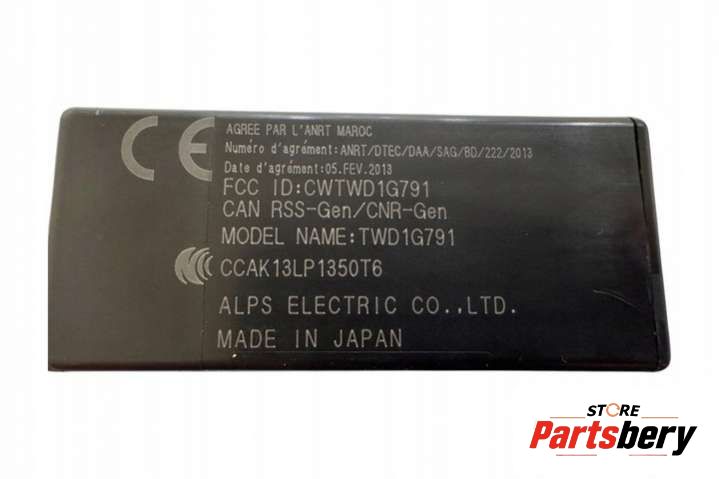 CE
AGREE PAR L'ANRT MAROC
Numéro d'agrément:ANRT/DTEC/DAA/SAG/BD/222/2013
Date d'agrément:05.FEV.2013
FCC ID:CWTWD1G791
CAN RSS-Gen/CNR-Gen
MODEL NAME:TWD1G791
CCAK13LP1350T6
ALPS ELECTRIC CO.,LTD.
MADE IN JAPAN
STORE
Partsbery